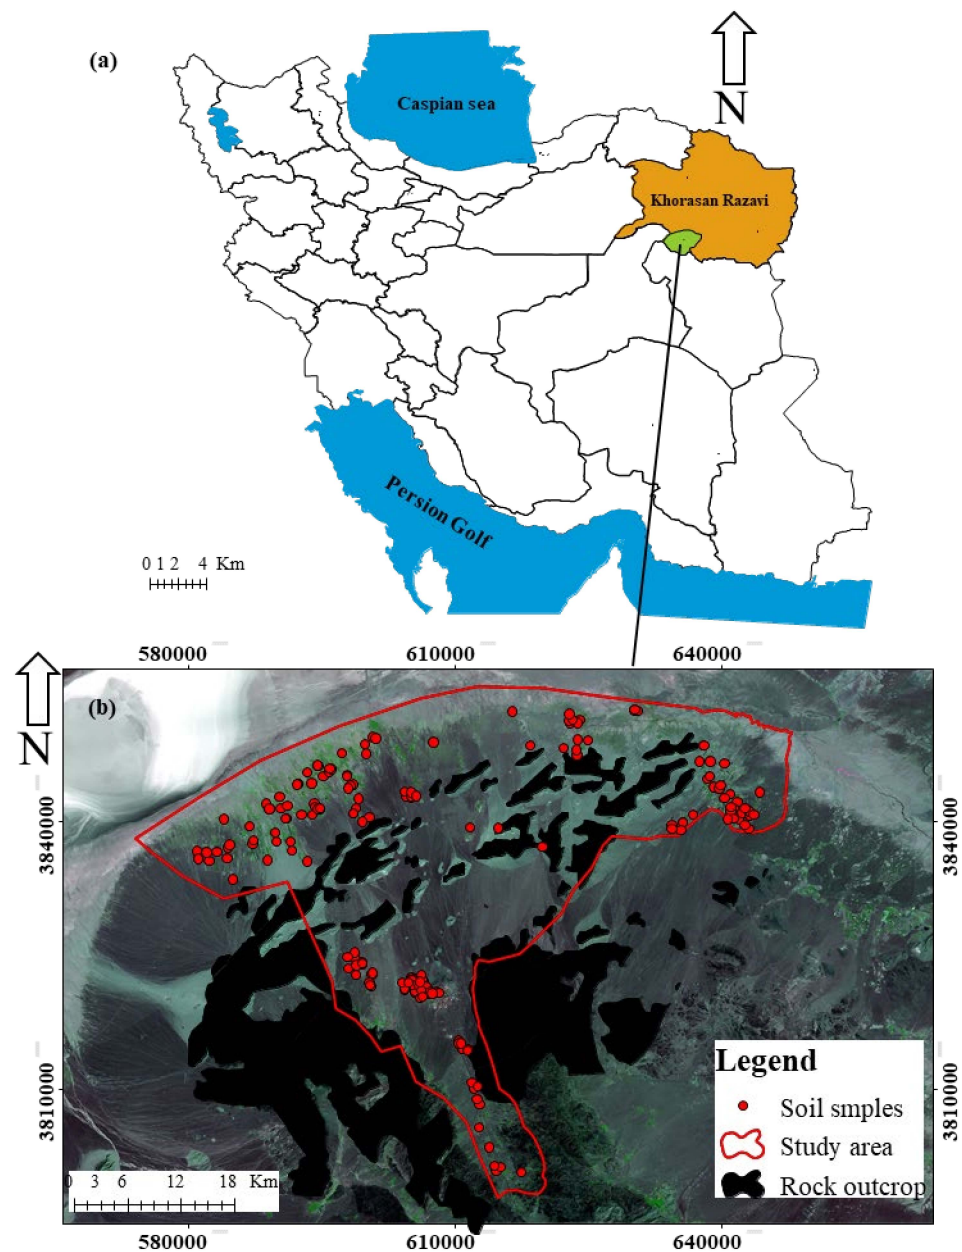 (a)
N
Caspian sea
Khorasan Razavi
Persion Golf
0 1 2 4 Km
580000 610000 640000
N
(b)
3840000 3840000
3810000 3810000
Legend
Soil smples
Study area
Rock outcrop
0 3 6 12 18 Km
580000 610000 640000